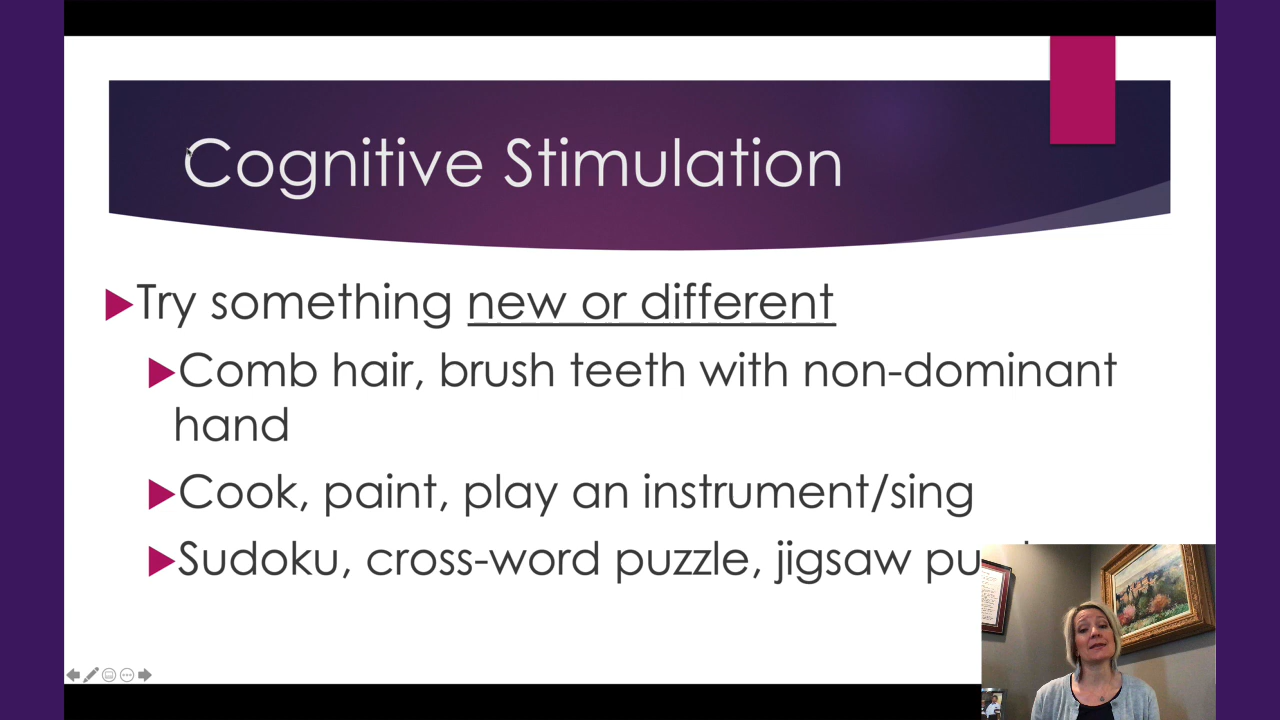 Cognitive Stimulation
Try something new or different
Comb hair, brush teeth with non-dominant
hand
Cook, paint, play an instrument/sing
Sudoku, cross-word puzzle, jigsaw